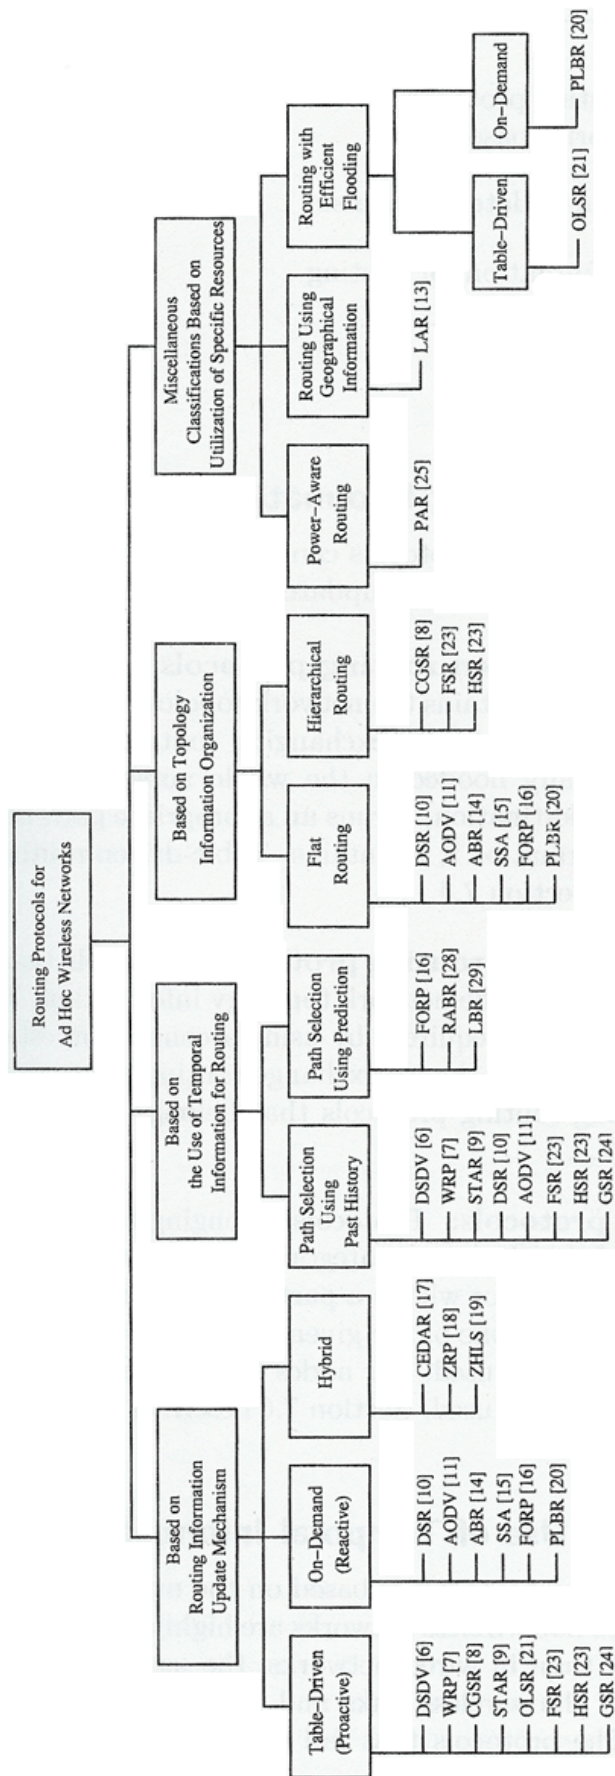 Routing Protocols for
Ad Hoc Wireless Networks
Based on
Routing Information
Update Mechanism
Based on
the Use of Temporal
Information for Routing
Based on Topology
Information Organization
Miscellaneous
Classifications Based on
Utilization of Specific Resources
Table-Driven
(Proactive)
On-Demand
(Reactive)
Hybrid
Path Selection
Using
Past History
Path Selection
Using Prediction
Flat
Routing
Hierarchical
Routing
Power-Aware
Routing
Routing Using
Geographical
Information
Routing with
Efficient
Flooding
DSDV [6]
WRP [7]
CGSR [8]
STAR [9]
OLSR [21]
FSR [23]
HSR [23]
GSR [24]
DSR [10]
AODV [11]
ABR [14]
SSA [15]
FORP [16]
PLBR [20]
CEDAR [17]
ZRP [18]
ZHLS [19]
DSDV [6]
WRP [7]
STAR [9]
DSR [10]
AODV [11]
FSR [23]
HSR [23]
GSR [24]
FORP [16]
RABR [28]
LBR [29]
DSR [10]
AODV [11]
ABR [14]
SSA [15]
FORP [16]
PLBR [20]
CGSR [8]
FSR [23]
HSR [23]
PAR [25]
LAR [13]
Table-Driven
On-Demand
OLSR [21]
PLBR [20]